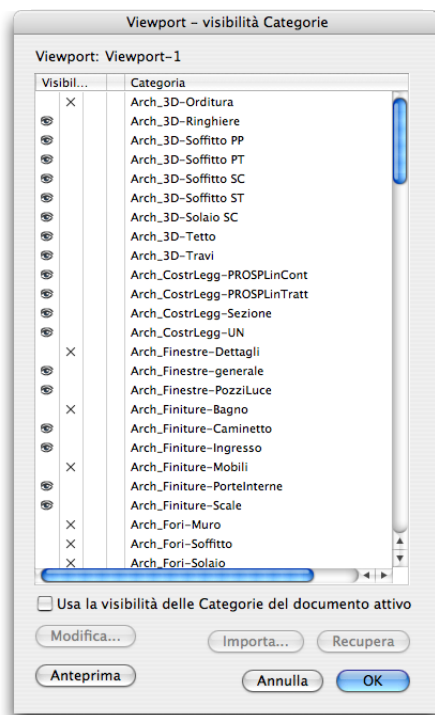 Viewport – visibilità Categorie
Viewport: Viewport-1
Visibil... Categoria
Arch_3D-Orditura
Arch_3D-Ringhiere
Arch_3D-Soffitto PP
Arch_3D-Soffitto PT
Arch_3D-Soffitto SC
Arch_3D-Soffitto ST
Arch_3D-Solaio SC
Arch_3D-Tetto
Arch_3D-Travi
Arch_CostrLegg-PROSPLinCont
Arch_CostrLegg-PROSPLinTratt
Arch_CostrLegg-Sezione
Arch_CostrLegg-UN
Arch_Finestre-Dettagli
Arch_Finestre-generale
Arch_Finestre-PozziLuce
Arch_Finiture-Bagno
Arch_Finiture-Caminetto
Arch_Finiture-Ingresso
Arch_Finiture-Mobili
Arch_Finiture-PorteInterne
Arch_Finiture-Scale
Arch_Fori-Muro
Arch_Fori-Soffitto
Arch_Fori-Solaio
Usa la visibilità delle Categorie del documento attivo
Modifica... Importa... Recupera
Anteprima Annulla OK